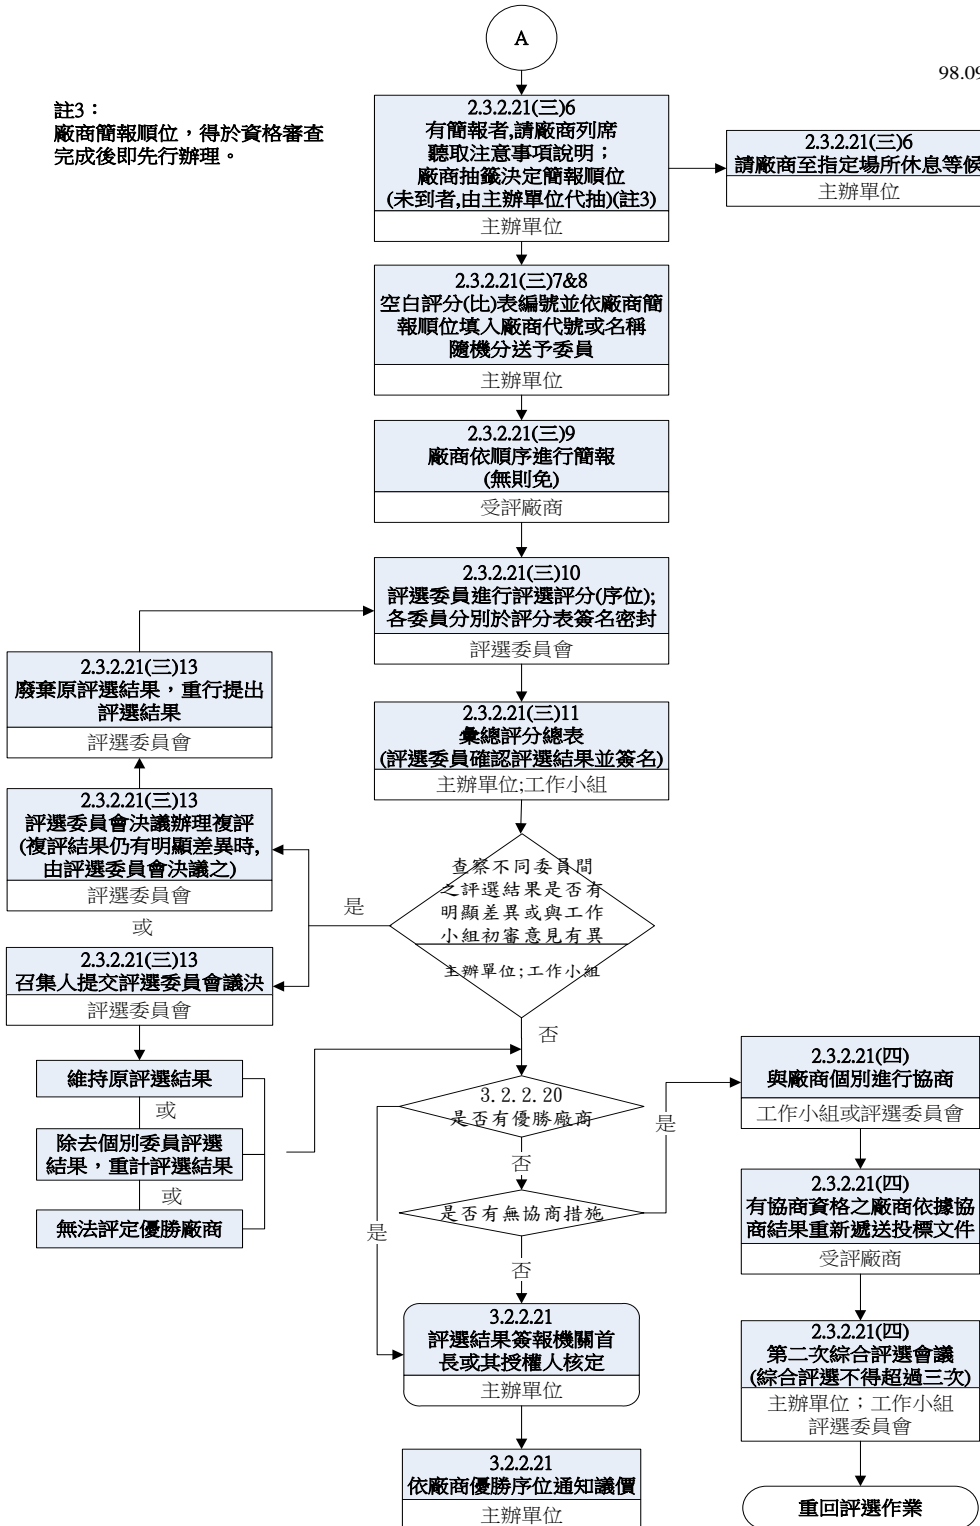 A
98.09
註3：
廠商簡報順位，得於資格審查
完成後即先行辦理。
2.3.2.21(三)6
有簡報者,請廠商列席
聽取注意事項說明；
廠商抽籤決定簡報順位
(未到者,由主辦單位代抽)(註3)
主辦單位
2.3.2.21(三)6
請廠商至指定場所休息等候
主辦單位
2.3.2.21(三)7&8
空白評分(比)表編號並依廠商簡
報順位填入廠商代號或名稱
隨機分送予委員
主辦單位
2.3.2.21(三)9
廠商依順序進行簡報
(無則免)
受評廠商
2.3.2.21(三)10
評選委員進行評選評分(序位);
各委員分別於評分表簽名密封
評選委員會
2.3.2.21(三)11
彙總評分總表
(評選委員確認評選結果並簽名)
主辦單位;工作小組
2.3.2.21(三)13
廢棄原評選結果，重行提出
評選結果
評選委員會
2.3.2.21(三)13
評選委員會決議辦理複評
(複評結果仍有明顯差異時,
由評選委員會決議之)
評選委員會
或
2.3.2.21(三)13
召集人提交評選委員會議決
評選委員會
是
查察不同委員間
之評選結果是否有
明顯差異或與工作
小組初審意見有異
主辦單位;工作小組
否
維持原評選結果
或
除去個別委員評選
結果，重計評選結果
或
無法評定優勝廠商
3.2.2.20
是否有優勝廠商
否
是
是否有無協商措施
是
否
3.2.2.21
評選結果簽報機關首
長或其授權人核定
主辦單位
3.2.2.21
依廠商優勝序位通知議價
主辦單位
2.3.2.21(四)
與廠商個別進行協商
工作小組或評選委員會
2.3.2.21(四)
有協商資格之廠商依據協
商結果重新遞送投標文件
受評廠商
2.3.2.21(四)
第二次綜合評選會議
(綜合評選不得超過三次)
主辦單位；工作小組
評選委員會
重回評選作業